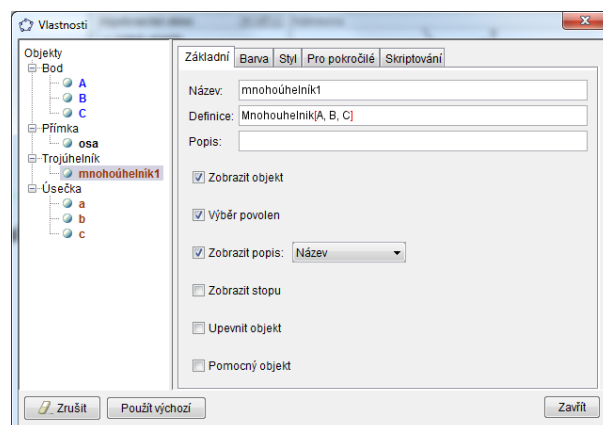 Vlastnosti
Objekty
Bod
A
B
C
Přímka
osa
Trojúhelník
mnohoúhelník1
Úsečka
a
b
c
Základní Barva Styl Pro pokročilé Skriptování
Název: mnohoúhelník1
Definice: Mnohouhelnik[A, B, C]
Popis:
Zobrazit objekt
Výběr povolen
Zobrazit popis: Název
Zobrazit stopu
Upevnit objekt
Pomocný objekt
Zrušit Použít výchozí Zavřít